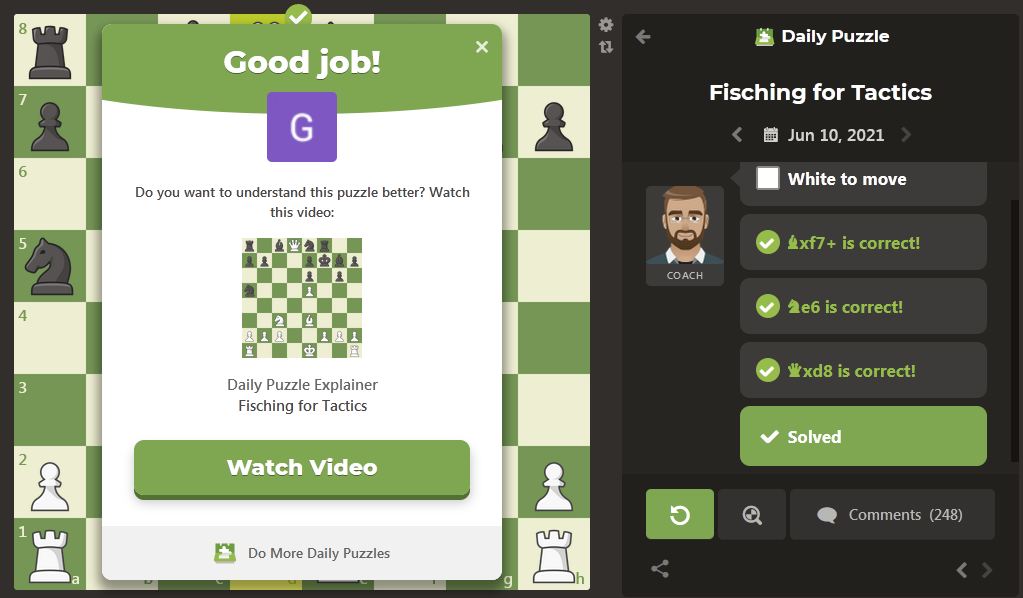 8
7
6
5
4
3
2
1
a
b
c
d
e
f
g
h
Good job!
G
Do you want to understand this puzzle better? Watch
this video:
Daily Puzzle Explainer
Fisching for Tactics
Watch Video
Do More Daily Puzzles
Daily Puzzle
Fisching for Tactics
Jun 10, 2021
White to move
COACH
♝xf7+ is correct!
♞e6 is correct!
♛xd8 is correct!
Solved
Comments (248)